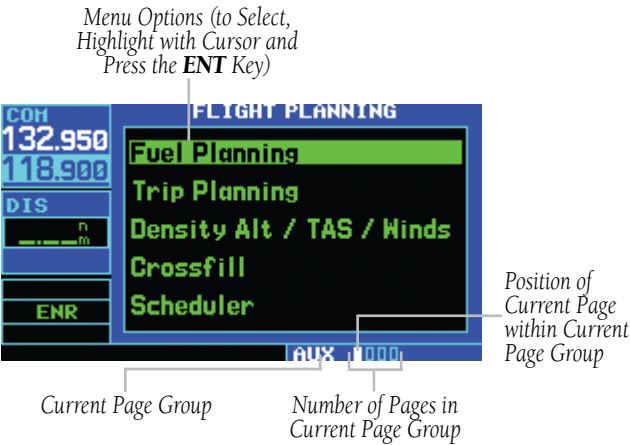 Menu Options (to Select,
Highlight with Cursor and
Press the ENT Key)
COM
132.950
118.900
DIS
__.__nm
ENR
FLIGHT PLANNING
Fuel Planning
Trip Planning
Density Alt / TAS / Winds
Crossfill
Scheduler
AUX
Position of
Current Page
within Current
Page Group
Current Page Group
Number of Pages in
Current Page Group